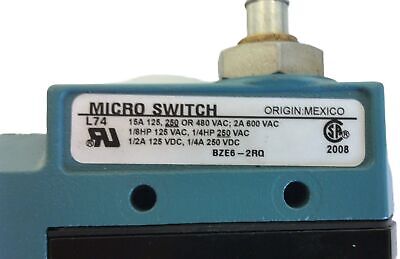 MICRO SWITCH ORIGIN:MEXICO
L74 15A 125, 250 OR 480 VAC; 2A 600 VAC
1/8HP 125 VAC, 1/4HP 250 VAC
1/2A 125 VDC, 1/4A 250 VDC
BZE6-2RQ 2008